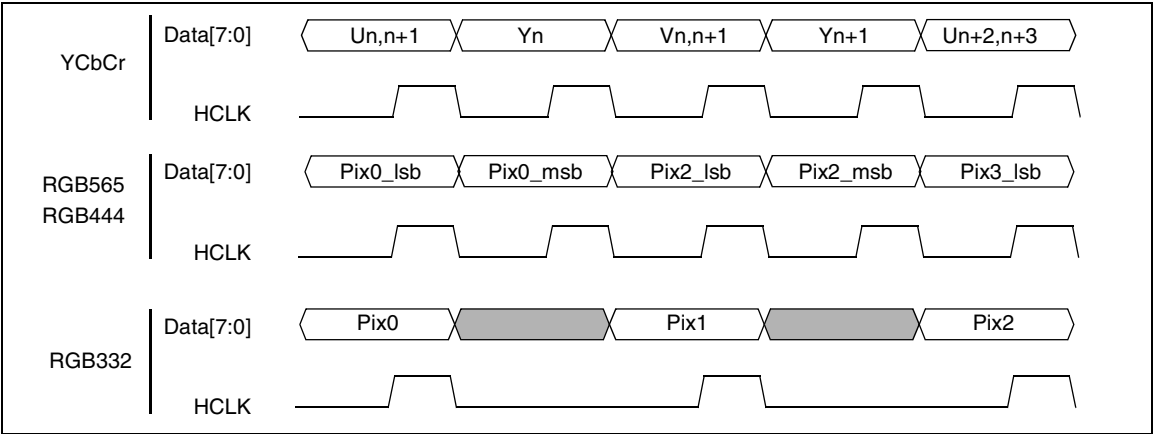 YCbCr
Data[7:0] Un,n+1 Yn Vn,n+1 Yn+1 Un+2,n+3
HCLK
RGB565
RGB444
Data[7:0] Pix0_lsb Pix0_msb Pix2_lsb Pix2_msb Pix3_lsb
HCLK
RGB332
Data[7:0] Pix0 Pix1 Pix2
HCLK